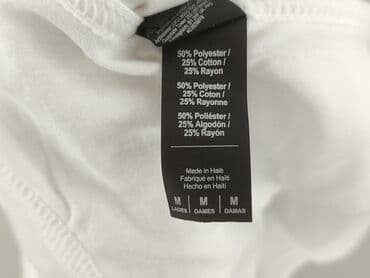 50% Polyester /
25% Cotton /
25% Rayon
50% Polyester /
25% Coton /
25% Rayonne
50% Poliéster /
25% Algodón /
25% Rayón
Made in Haiti
Fabriqué en Haïti
Hecho en Haití
M M M
LADIES DAMES DAMAS